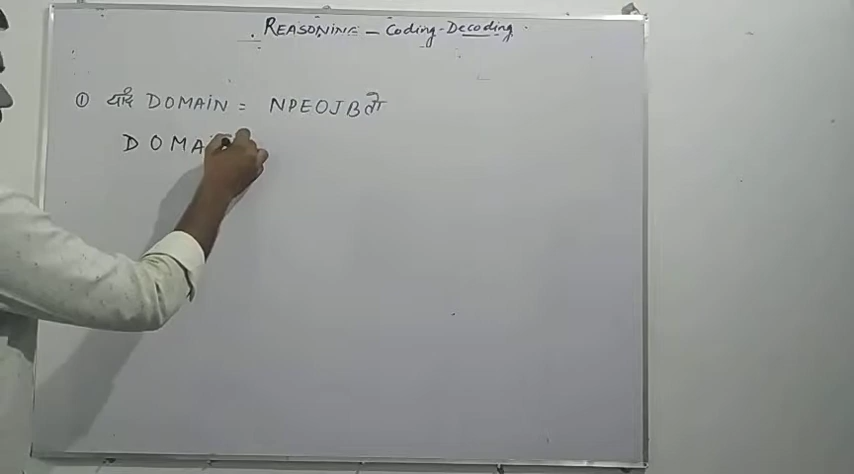 REASONING - Coding-Decoding
① यदि DOMAIN = NPEOJB तो
DOMA